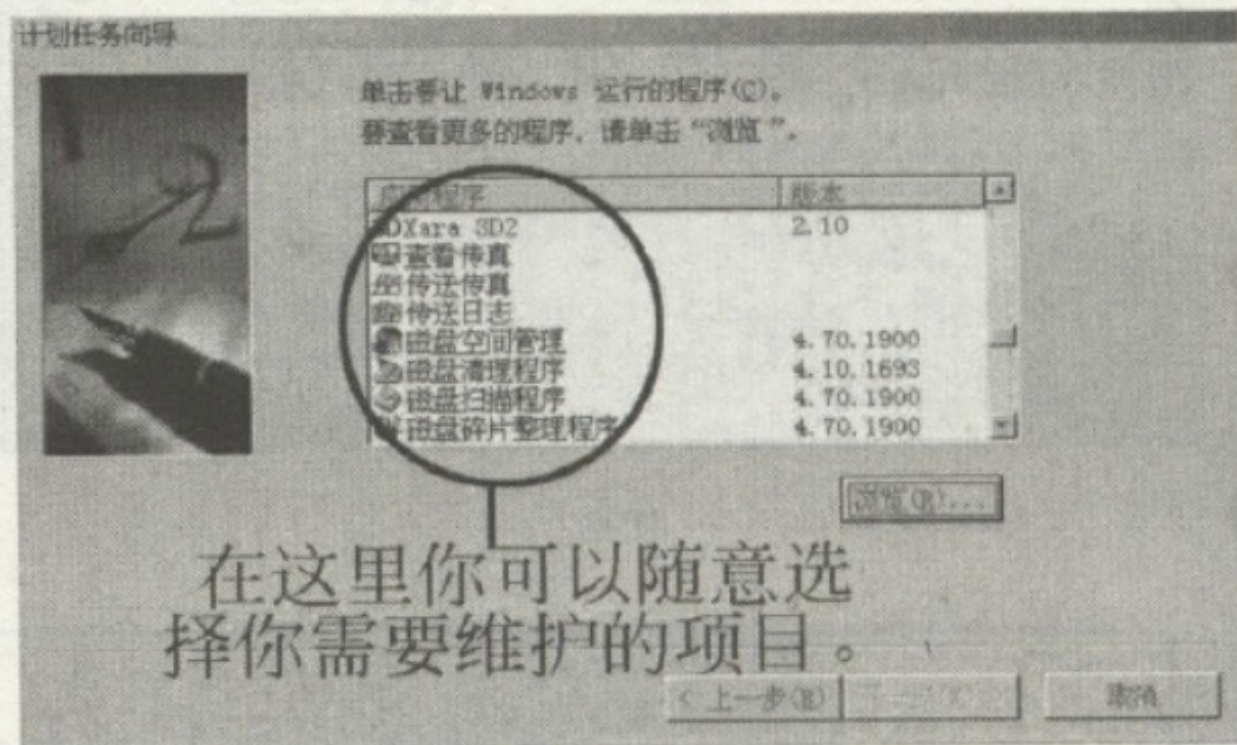 计划任务向导
单击要让 Windows 运行的程序(C)。
要查看更多的程序，请单击“浏览”。
应用程序 版本
Xara 3D2 2.10
查看传真
传送传真
传送日志
磁盘空间管理 4.70.1900
磁盘清理程序 4.10.1693
磁盘扫描程序 4.70.1900
磁盘碎片整理程序 4.70.1900
浏览(R)...
在这里你可以随意选
择你需要维护的项目。
< 上一步(B) 取消